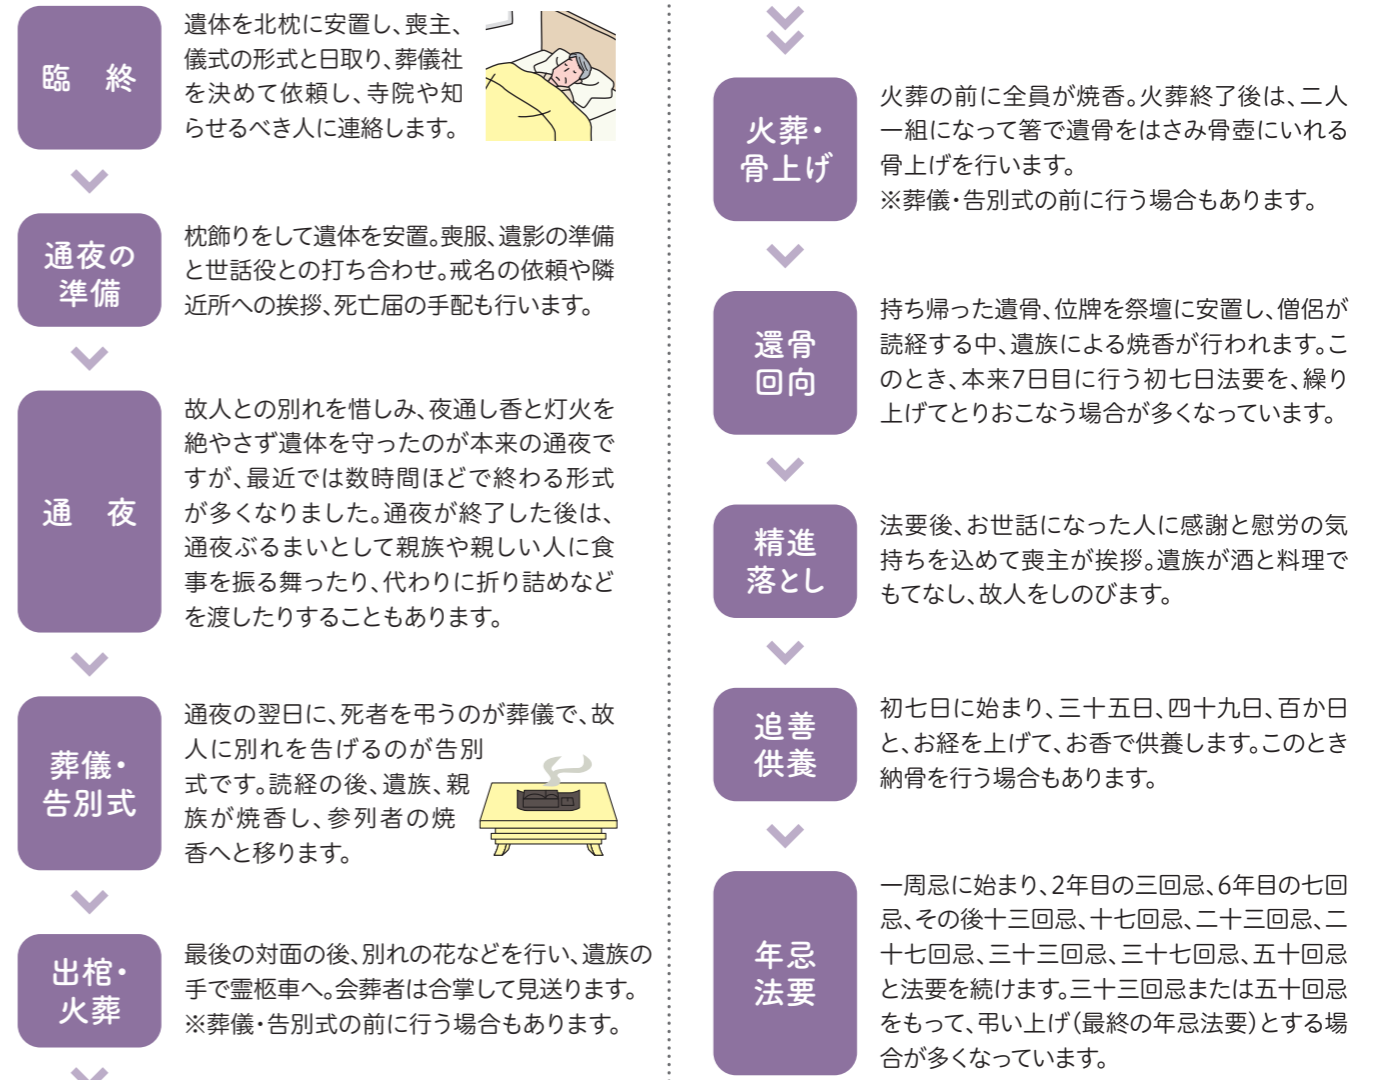 臨　終
遺体を北枕に安置し、喪主、
儀式の形式と日取り、葬儀社
を決めて依頼し、寺院や知
らせるべき人に連絡します。
通夜の
準備
枕飾りをして遺体を安置。喪服、遺影の準備
と世話役との打ち合わせ。戒名の依頼や隣
近所への挨拶、死亡届の手配も行います。
通　夜
故人との別れを惜しみ、夜通し香と灯火を
絶やさず遺体を守ったのが本来の通夜で
すが、最近では数時間ほどで終わる形式
が多くなりました。通夜が終了した後は、
通夜ぶるまいとして親族や親しい人に食
事を振る舞ったり、代わりに折り詰めなど
を渡したりすることもあります。
葬儀・
告別式
通夜の翌日に、死者を弔うのが葬儀で、故
人に別れを告げるのが告別
式です。読経の後、遺族、親
族が焼香し、参列者の焼
香へと移ります。
出棺・
火葬
最後の対面の後、別れの花などを行い、遺族の
手で霊柩車へ。会葬者は合掌して見送ります。
※葬儀・告別式の前に行う場合もあります。
火葬・
骨上げ
火葬の前に全員が焼香。火葬終了後は、二人
一組になって箸で遺骨をはさみ骨壺にいれる
骨上げを行います。
※葬儀・告別式の前に行う場合もあります。
還骨
回向
持ち帰った遺骨、位牌を祭壇に安置し、僧侶が
読経する中、遺族による焼香が行われます。こ
のとき、本来7日目に行う初七日法要を、繰り
上げてとりおこなう場合が多くなっています。
精進
落とし
法要後、お世話になった人に感謝と慰労の気
持ちを込めて喪主が挨拶。遺族が酒と料理で
もてなし、故人をしのびます。
追善
供養
初七日に始まり、三十五日、四十九日、百か日
と、お経を上げて、お香で供養します。このとき
納骨を行う場合もあります。
年忌
法要
一周忌に始まり、2年目の三回忌、6年目の七回
忌、その後十三回忌、十七回忌、二十三回忌、二
十七回忌、三十三回忌、三十七回忌、五十回忌
と法要を続けます。三十三回忌または五十回忌
をもって、弔い上げ（最終の年忌法要）とする場
合が多くなっています。